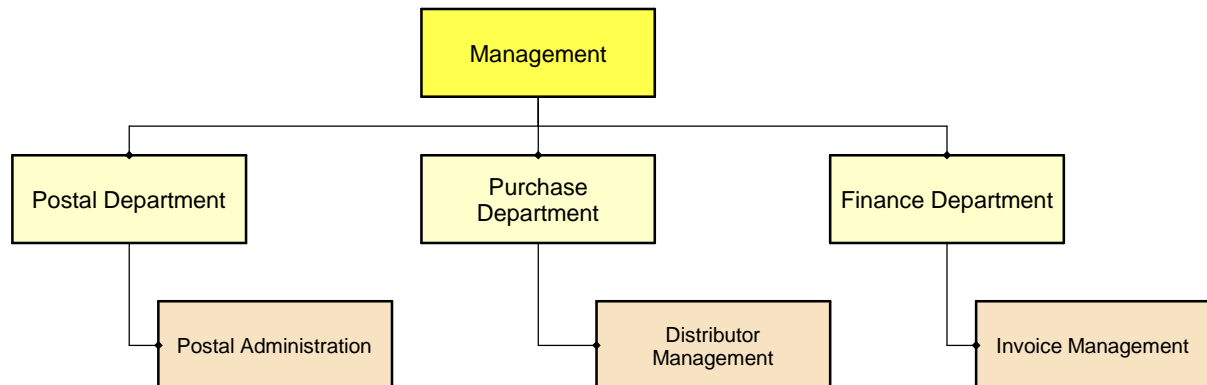 Management
Postal Department
Purchase
Department
Finance Department
Postal Administration
Distributor
Management
Invoice Management